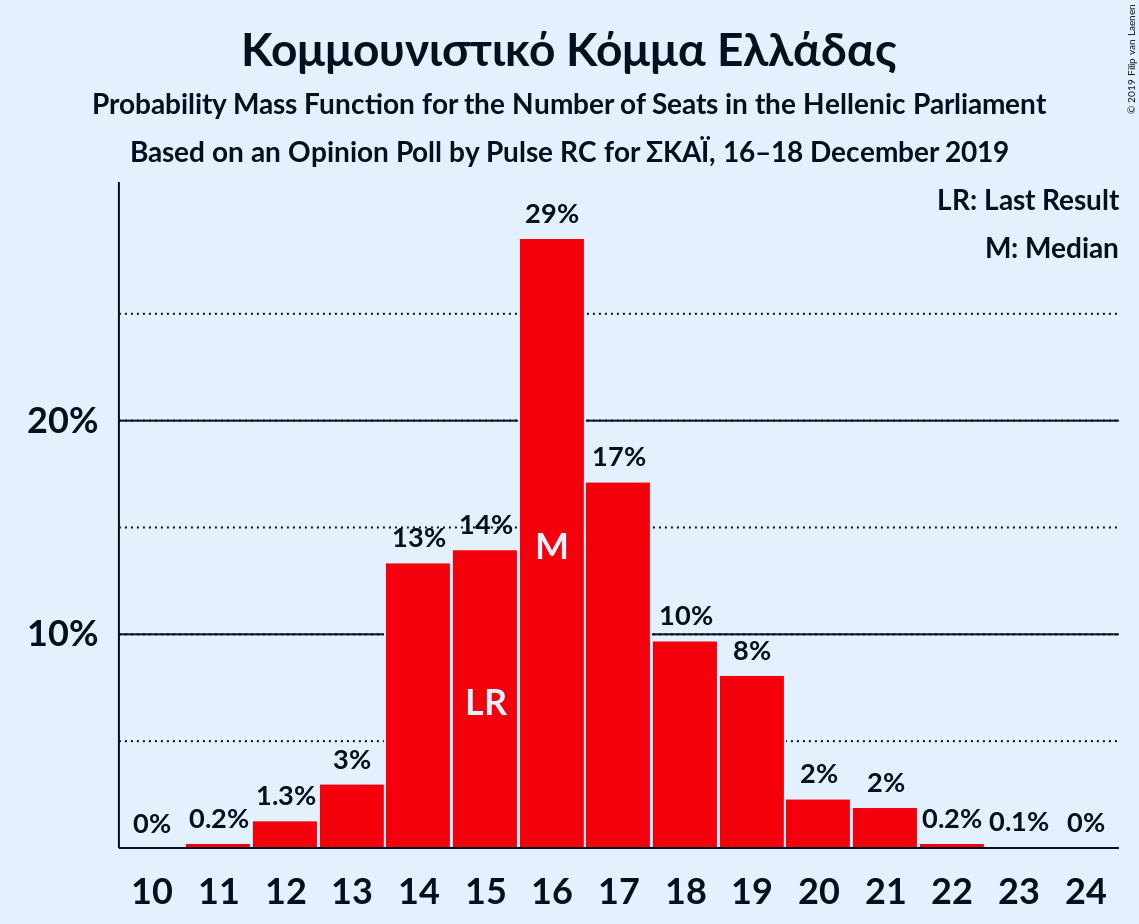 Κομμουνιστικό Κόμμα Ελλάδας
Probability Mass Function for the Number of Seats in the Hellenic Parliament
Based on an Opinion Poll by Pulse RC for ΣΚΑΪ, 16–18 December 2019
© 2019 Filip van Laenen
LR: Last Result
M: Median
29%
20%
17%
13% 14%
M
10%
10%
8%
LR
3%
2%
2%
1.3%
0% 0.2% 0.2% 0.1% 0%
10 11 12 13 14 15 16 17 18 19 20 21 22 23 24